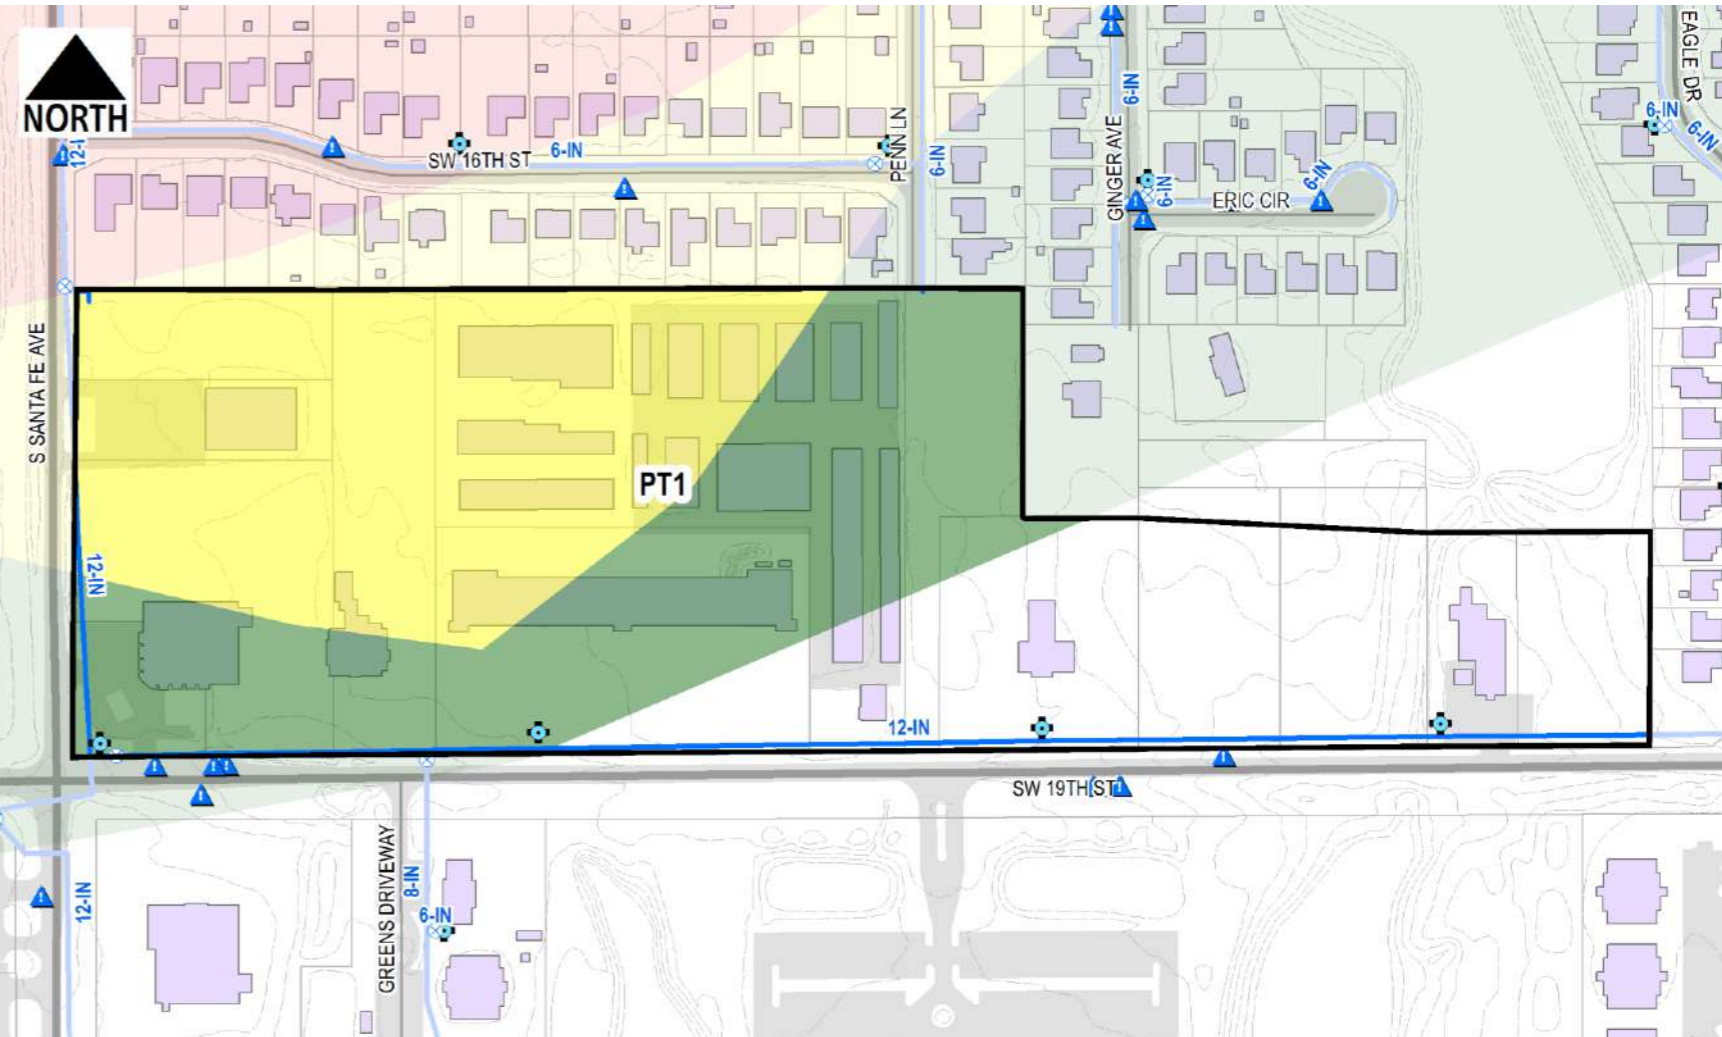 NORTH
EAGLE DR
6-IN
6-IN
6-IN
12-I
SW 16TH ST
6-IN
PENN LN
6-IN
GINGER AVE
6-IN
6-IN
ERIC CIR
S SANTA FE AVE
PT1
12-IN
12-IN
SW 19TH ST
GREENS DRIVEWAY
8-IN
12-IN
6-IN